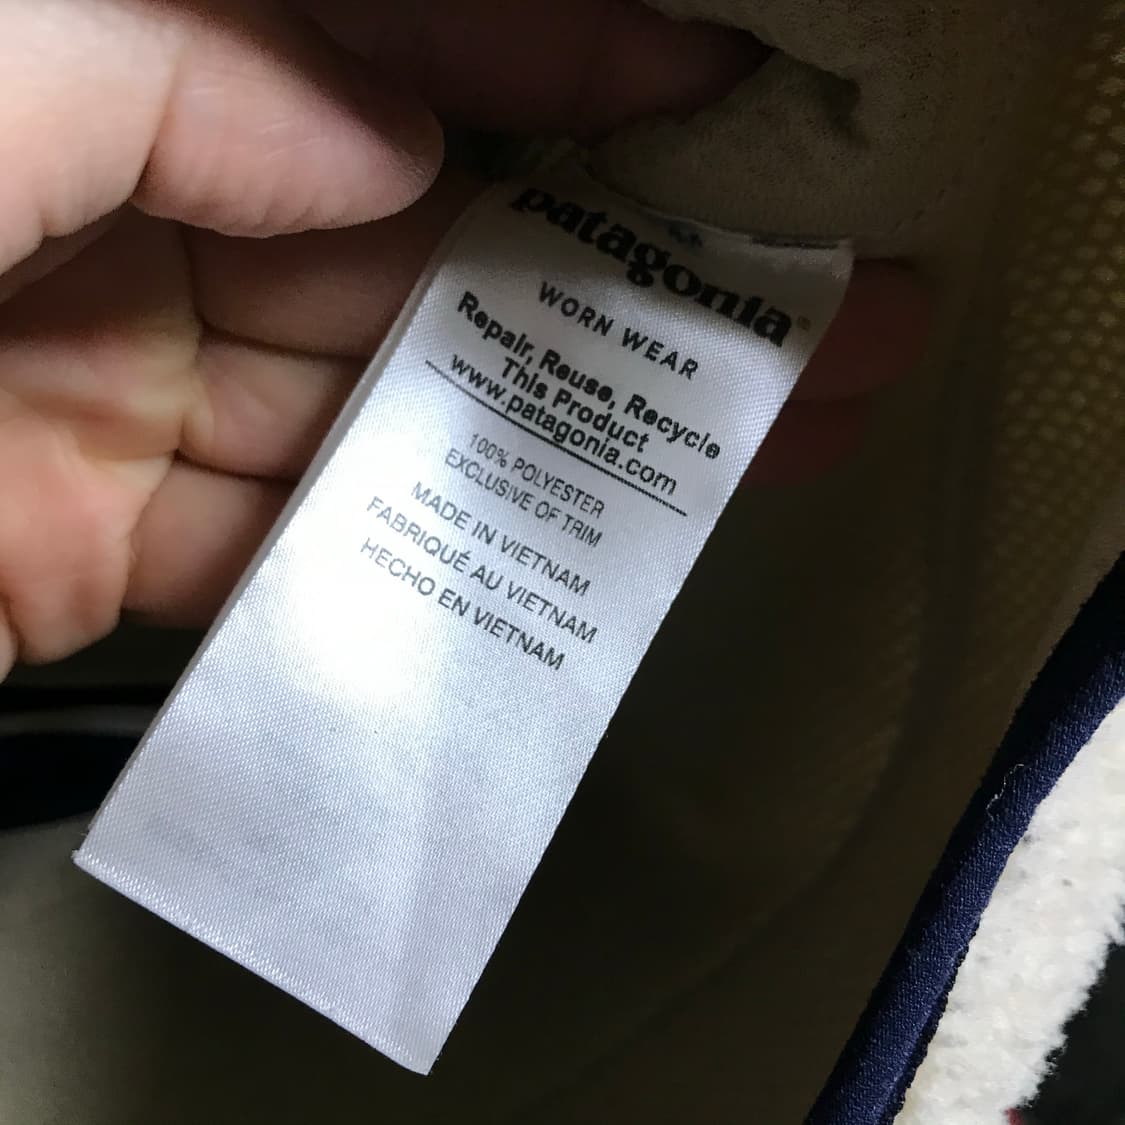 patagonia®
WORN WEAR
Repair, Reuse, Recycle
This Product
www.patagonia.com
100% POLYESTER
EXCLUSIVE OF TRIM
MADE IN VIETNAM
FABRIQUÉ AU VIETNAM
HECHO EN VIETNAM